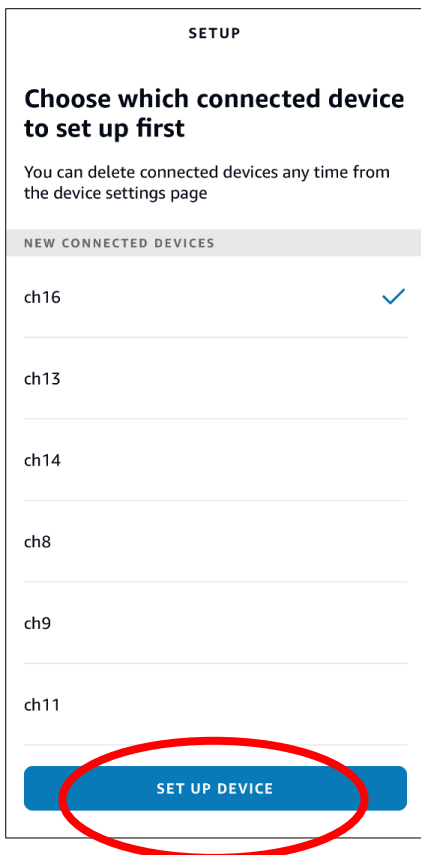 SETUP
Choose which connected device
to set up first
You can delete connected devices any time from
the device settings page
NEW CONNECTED DEVICES
ch16
ch13
ch14
ch8
ch9
ch11
SET UP DEVICE